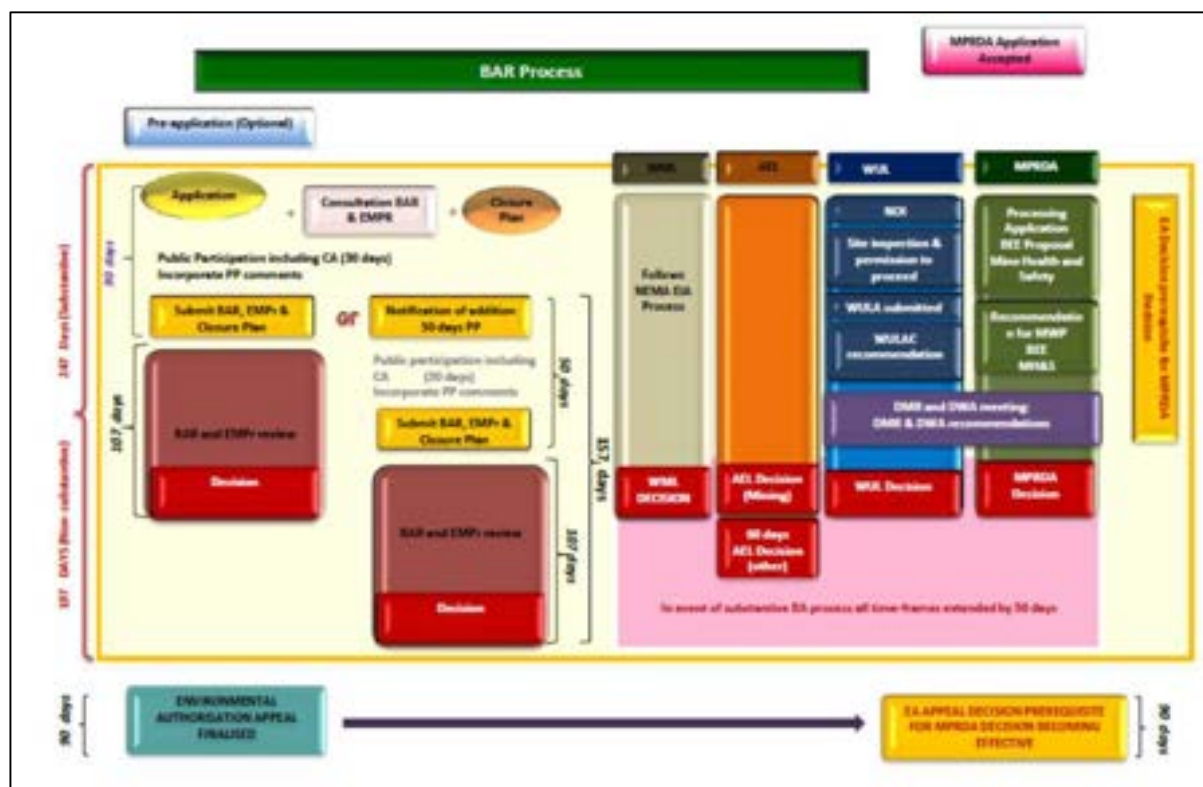 MPRDA Application
Accepted
BAR Process
Pre-application (Optional)
Application
+
Consultation BAR
& EMPR
+
Closure
Plan
90 days
Public Participation including CA (30 days)
Incorporate PP comments
Submit BAR, EMPr &
Closure Plan
or
Notification of addition
50 days PP
Public participation including
CA (30 days)
Incorporate PP comments
Submit BAR, EMPr &
Closure Plan
50 days
107 days
BAR and EMPr review
Decision
BAR and EMPr review
Decision
107 days
157 days
Days (Substantive)
DAYS (Non substantive)
WML
Follows
NEMA EIA
Process
WML
DECISION
AEL
AEL Decision
(Mining)
days
AEL Decision
(other)
WUL
NOI
Site inspection &
permission to
proceed
WULA submitted
WULAC
recommendation
WUL Decision
MPRDA
Processing
Application
BEE Proposal
Mine Health and
Safety
Recommendatio
n for MWP
BEE
MH&S
DMR and DWA meeting:
DMR & DWA recommendations
MPRDA
Decision
EA Decision prerequisite for MPRDA
Decision
In event of substantive EA process all time-frames extended by 50 days
90 days
ENVIRONMENTAL
AUTHORISATION APPEAL
FINALISED
EA APPEAL DECISION PREREQUISITE
FOR MPRDA DECISION BECOMING
EFFECTIVE
90 days